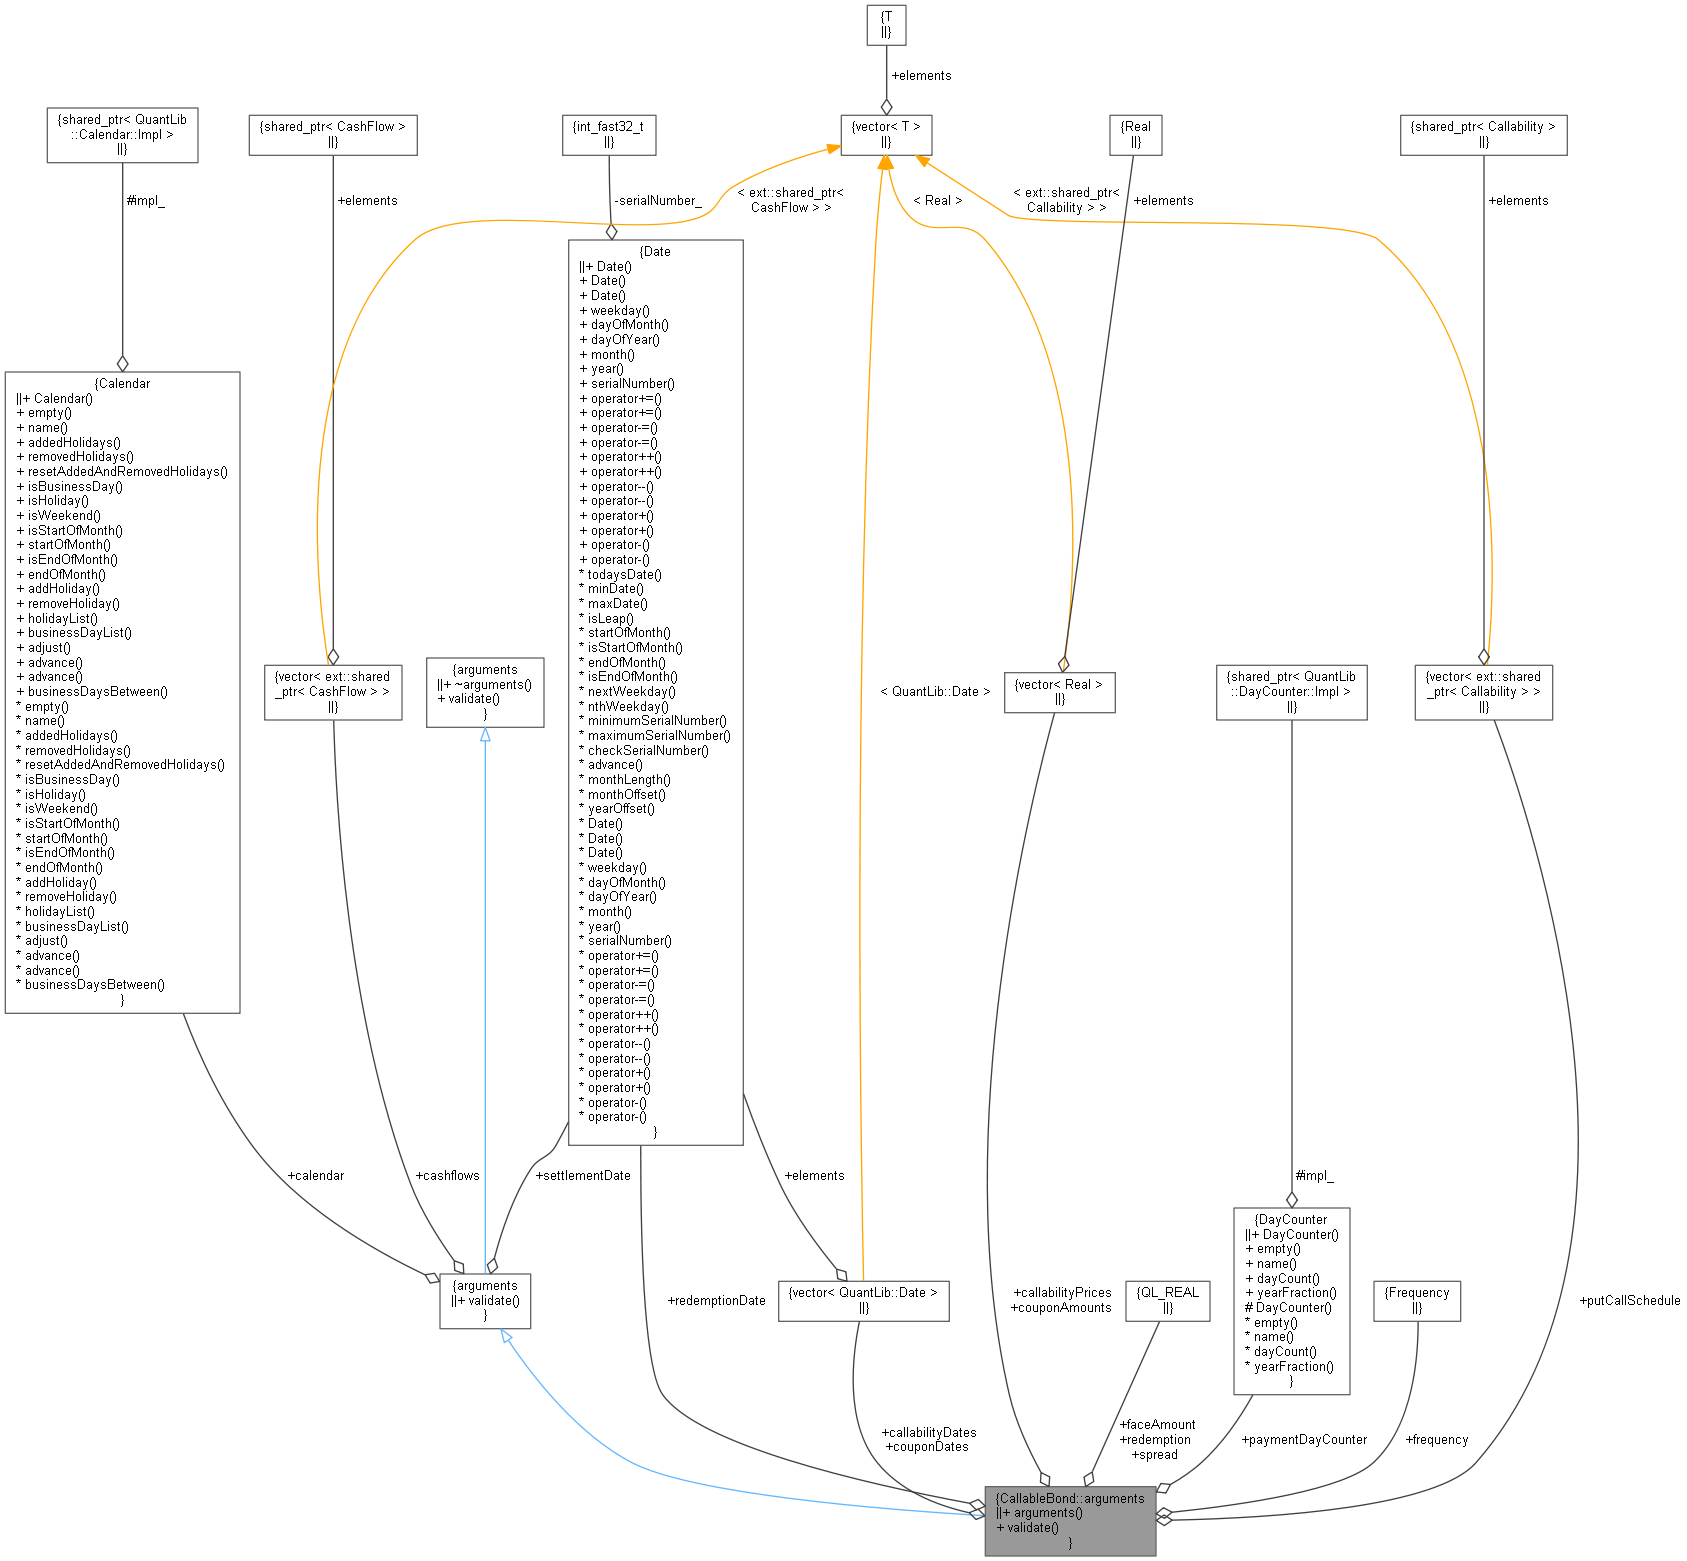 {T
||}
+elements
{shared_ptr< QuantLib
::Calendar::Impl >
||}
{shared_ptr< CashFlow >
||}
{int_fast32_t
||}
{vector< T >
||}
{Real
||}
{shared_ptr< Callability >
||}
#impl_
+elements
-serialNumber_
< ext::shared_ptr<
CashFlow > >
< Real >
< ext::shared_ptr<
Callability > >
+elements
+elements
{Calendar
||+ Calendar()
+ empty()
+ name()
+ addedHolidays()
+ removedHolidays()
+ resetAddedAndRemovedHolidays()
+ isBusinessDay()
+ isHoliday()
+ isWeekend()
+ isStartOfMonth()
+ startOfMonth()
+ isEndOfMonth()
+ endOfMonth()
+ addHoliday()
+ removeHoliday()
+ holidayList()
+ businessDayList()
+ adjust()
+ advance()
+ advance()
+ businessDaysBetween()
* empty()
* name()
* addedHolidays()
* removedHolidays()
* resetAddedAndRemovedHolidays()
* isBusinessDay()
* isHoliday()
* isWeekend()
* isStartOfMonth()
* startOfMonth()
* isEndOfMonth()
* endOfMonth()
* addHoliday()
* removeHoliday()
* holidayList()
* businessDayList()
* adjust()
* advance()
* advance()
* businessDaysBetween()
}
{Date
||+ Date()
+ Date()
+ Date()
+ weekday()
+ dayOfMonth()
+ dayOfYear()
+ month()
+ year()
+ serialNumber()
+ operator+=()
+ operator+=()
+ operator-=()
+ operator-=()
+ operator++()
+ operator++()
+ operator--()
+ operator--()
+ operator+()
+ operator+()
+ operator-()
+ operator-()
* todaysDate()
* minDate()
* maxDate()
* isLeap()
* startOfMonth()
* isStartOfMonth()
* endOfMonth()
* isEndOfMonth()
* nextWeekday()
* nthWeekday()
* minimumSerialNumber()
* maximumSerialNumber()
* checkSerialNumber()
* advance()
* monthLength()
* monthOffset()
* yearOffset()
* Date()
* Date()
* Date()
* weekday()
* dayOfMonth()
* dayOfYear()
* month()
* year()
* serialNumber()
* operator+=()
* operator+=()
* operator-=()
* operator-=()
* operator++()
* operator++()
* operator--()
* operator--()
* operator+()
* operator+()
* operator-()
* operator-()
}
{vector< ext::shared
_ptr< CashFlow > >
||}
{arguments
||+ ~arguments()
+ validate()
}
< QuantLib::Date >
{vector< Real >
||}
{shared_ptr< QuantLib
::DayCounter::Impl >
||}
{vector< ext::shared
_ptr< Callability > >
||}
+calendar
+cashflows
+settlementDate
+elements
#impl_
{arguments
||+ validate()
}
+redemptionDate
{vector< QuantLib::Date >
||}
+callabilityPrices
+couponAmounts
{QL_REAL
||}
{DayCounter
||+ DayCounter()
+ empty()
+ name()
+ dayCount()
+ yearFraction()
# DayCounter()
* empty()
* name()
* dayCount()
* yearFraction()
}
{Frequency
||}
+putCallSchedule
+callabilityDates
+couponDates
+faceAmount
+redemption
+spread
+paymentDayCounter
+frequency
{CallableBond::arguments
||+ arguments()
+ validate()
}